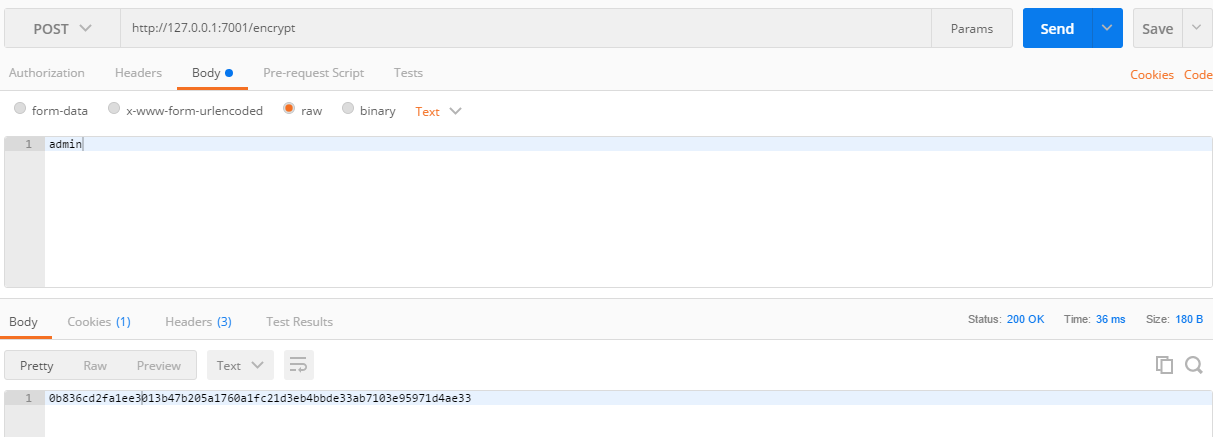 POST http://127.0.0.1:7001/encrypt Params Send Save
Authorization Headers Body Pre-request Script Tests Cookies Code
form-data x-www-form-urlencoded raw binary Text
1 admin
Body Cookies (1) Headers (3) Test Results Status: 200 OK Time: 36 ms Size: 180 B
Pretty Raw Preview Text
1 0b836cd2fa1ee3013b47b205a1760a1fc21d3eb4bbde33ab7103e95971d4ae33